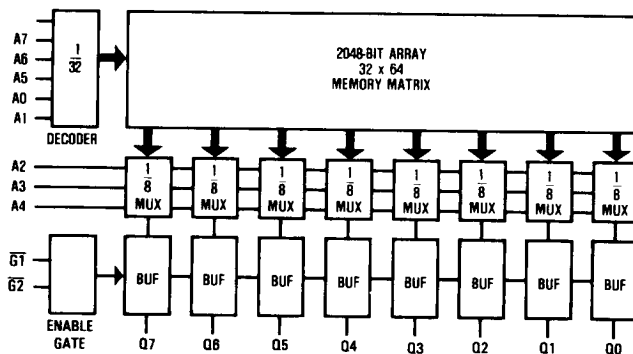 A7
A6
A5
A0
A1
1
32
DECODER
2048-BIT ARRAY
32 x 64
MEMORY MATRIX
A2
A3
A4
1 1 1 1 1 1 1 1
8 8 8 8 8 8 8 8
MUX MUX MUX MUX MUX MUX MUX MUX
G1
G2
BUF BUF BUF BUF BUF BUF BUF BUF
ENABLE
GATE
Q7 Q6 Q5 Q4 Q3 Q2 Q1 Q0